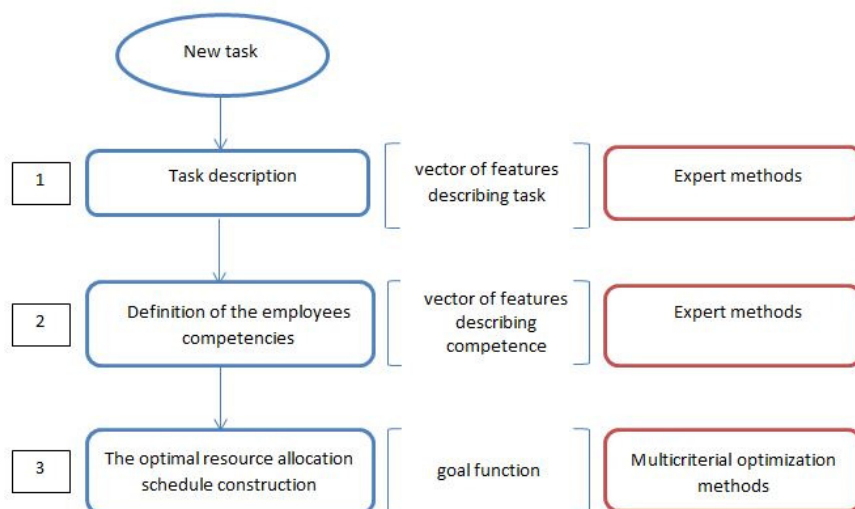 New task
1
Task description
vector of features
describing task
Expert methods
2
Definition of the employees
competencies
vector of features
describing
competence
Expert methods
3
The optimal resource allocation
schedule construction
goal function
Multicriterial optimization
methods